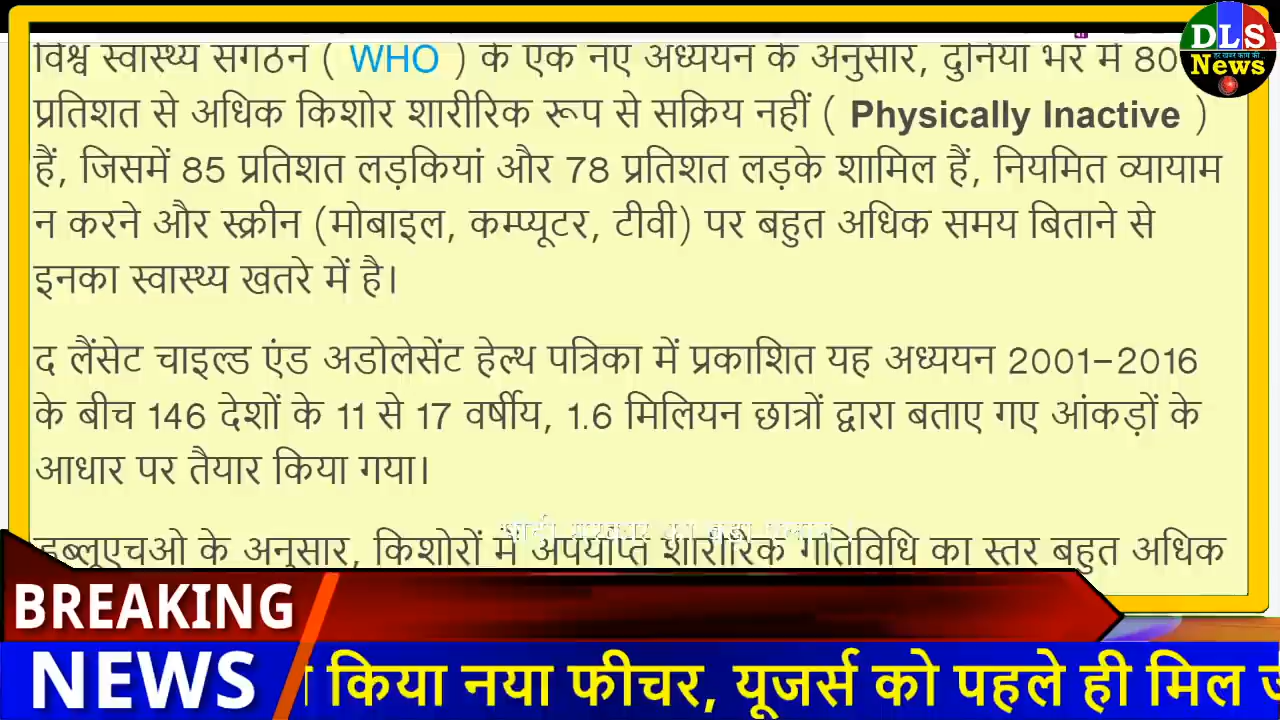 विश्व स्वास्थ्य संगठन ( WHO ) के एक नए अध्ययन के अनुसार, दुनिया भर में 80
DLS
News
प्रतिशत से अधिक किशोर शारीरिक रूप से सक्रिय नहीं ( Physically Inactive )
हैं, जिसमें 85 प्रतिशत लड़कियां और 78 प्रतिशत लड़के शामिल हैं, नियमित व्यायाम
न करने और स्क्रीन (मोबाइल, कम्प्यूटर, टीवी) पर बहुत अधिक समय बिताने से
इनका स्वास्थ्य खतरे में है।
द लैंसेट चाइल्ड एंड अडोलेसेंट हेल्थ पत्रिका में प्रकाशित यह अध्ययन 2001–2016
के बीच 146 देशों के 11 से 17 वर्षीय, 1.6 मिलियन छात्रों द्वारा बताए गए आंकड़ों के
आधार पर तैयार किया गया।
डब्लूएचओ के अनुसार, किशोरों में अपर्याप्त शारीरिक गतिविधि का स्तर बहुत अधिक
BREAKING
NEWS
किया नया फीचर, यूजर्स को पहले ही मिल